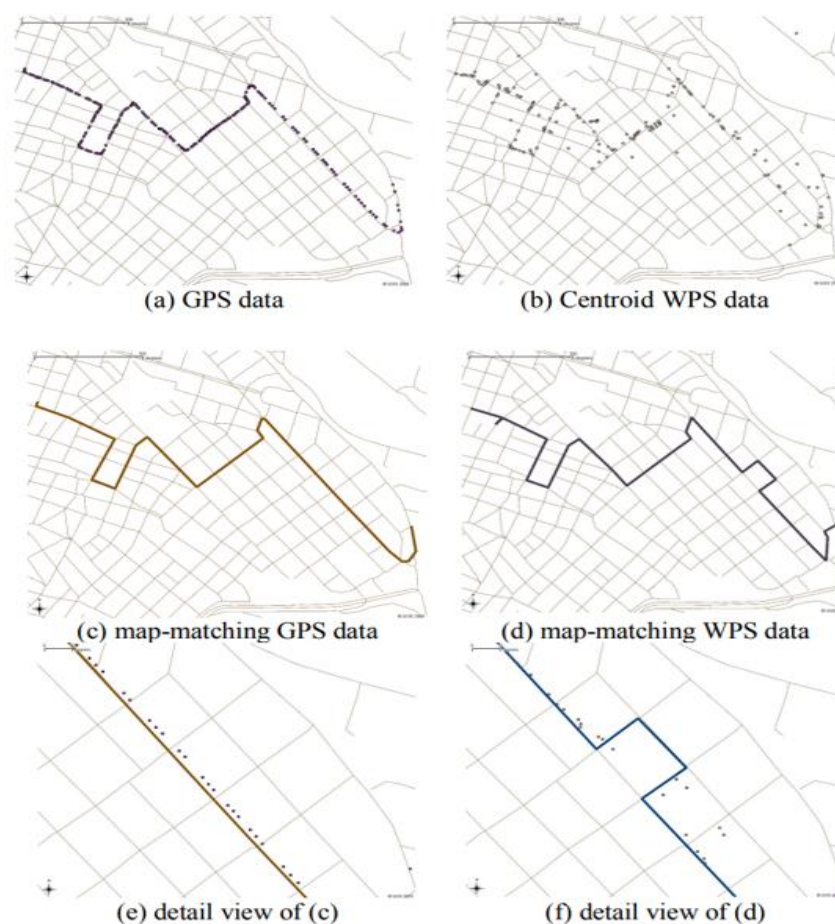 (a) GPS data
(b) Centroid WPS data
(c) map-matching GPS data
(d) map-matching WPS data
(e) detail view of (c)
(f) detail view of (d)